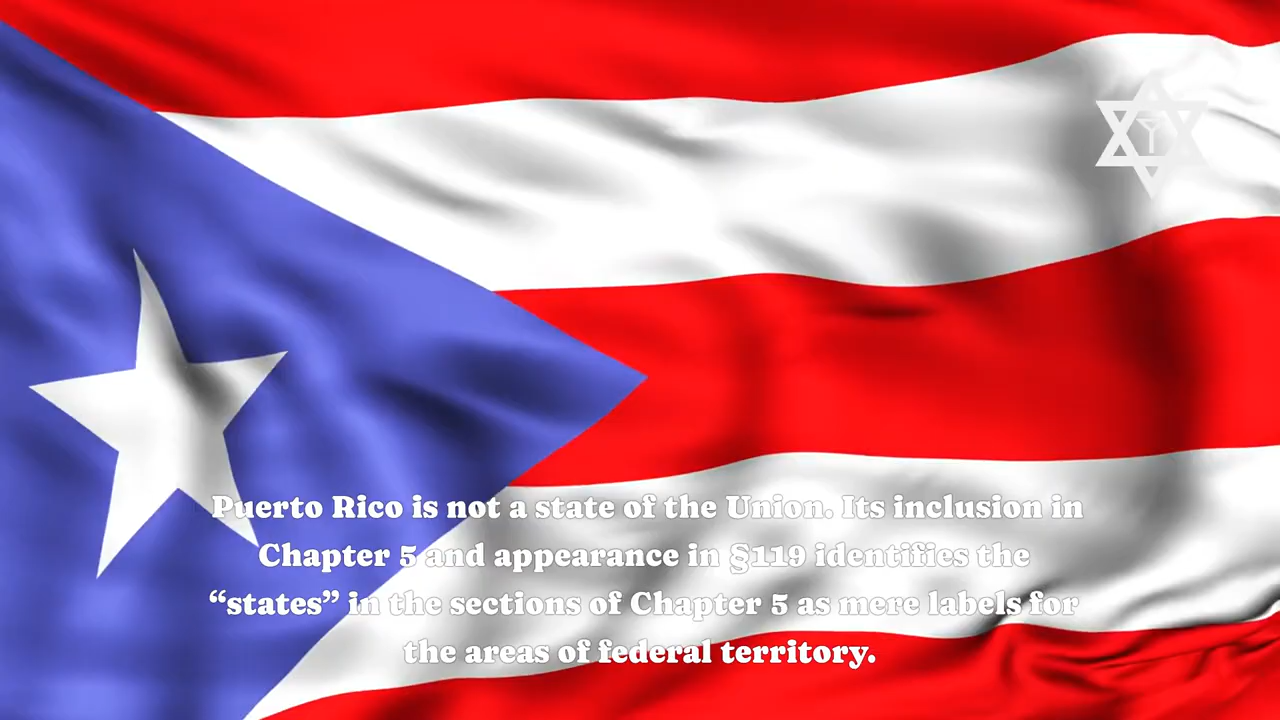 Puerto Rico is not a state of the Union. Its inclusion in
Chapter 5 and appearance in §119 identifies the
“states” in the sections of Chapter 5 as mere labels for
the areas of federal territory.